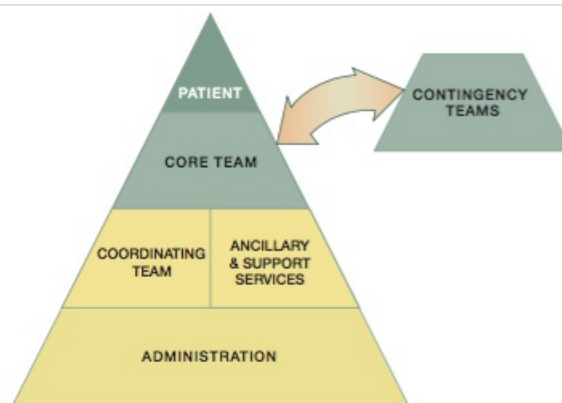 PATIENT
CONTINGENCY
TEAMS
CORE TEAM
COORDINATING
TEAM
ANCILLARY
& SUPPORT
SERVICES
ADMINISTRATION